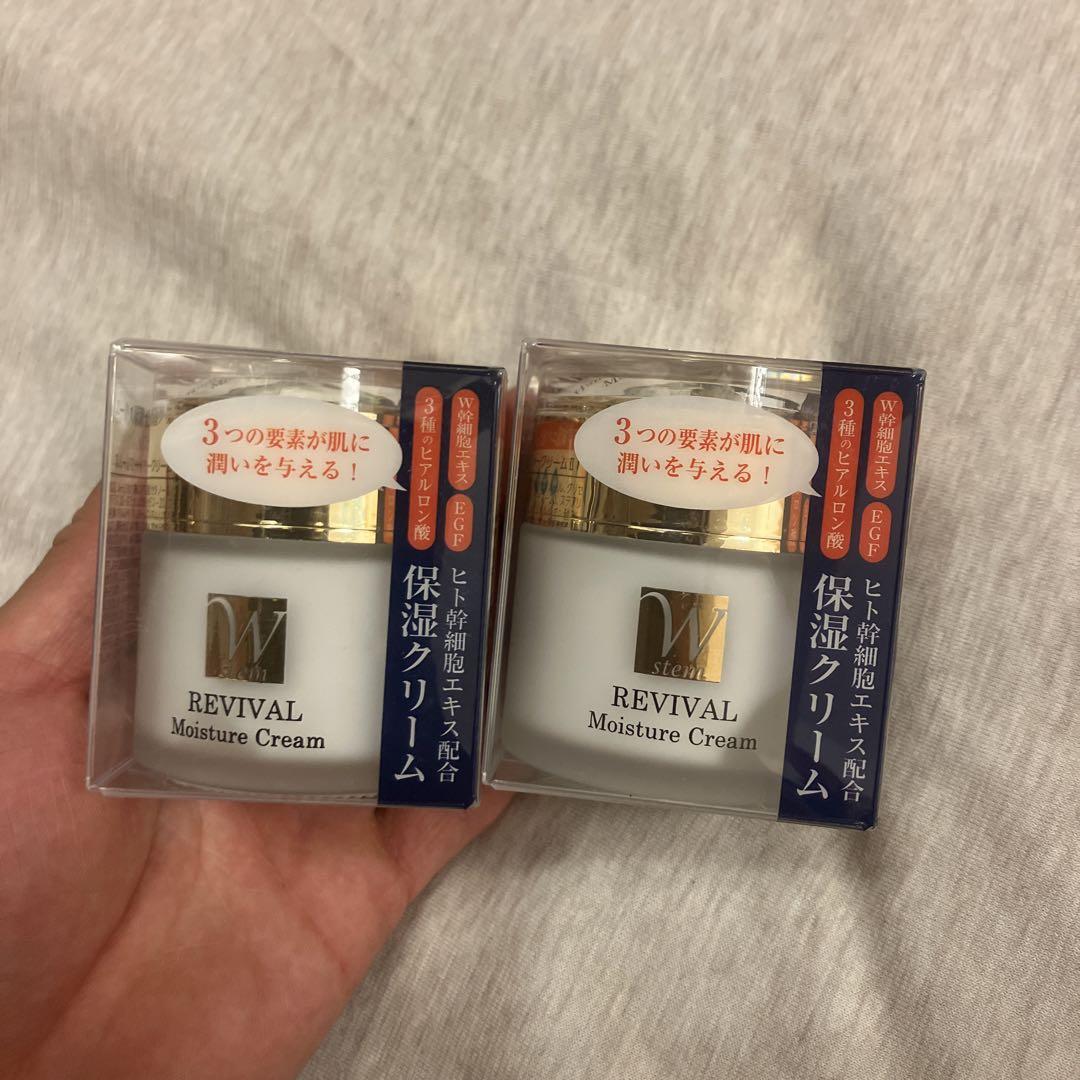 3つの要素が肌に
潤いを与える!
W幹細胞エキス
EGF
3種のヒアルロン酸
ヒト幹細胞エキス配合
保湿クリーム
W
stem
REVIVAL
Moisture Cream
3つの要素が肌に
潤いを与える!
W幹細胞エキス
EGF
3種のヒアルロン酸
ヒト幹細胞エキス配合
保湿クリーム
W
stem
REVIVAL
Moisture Cream